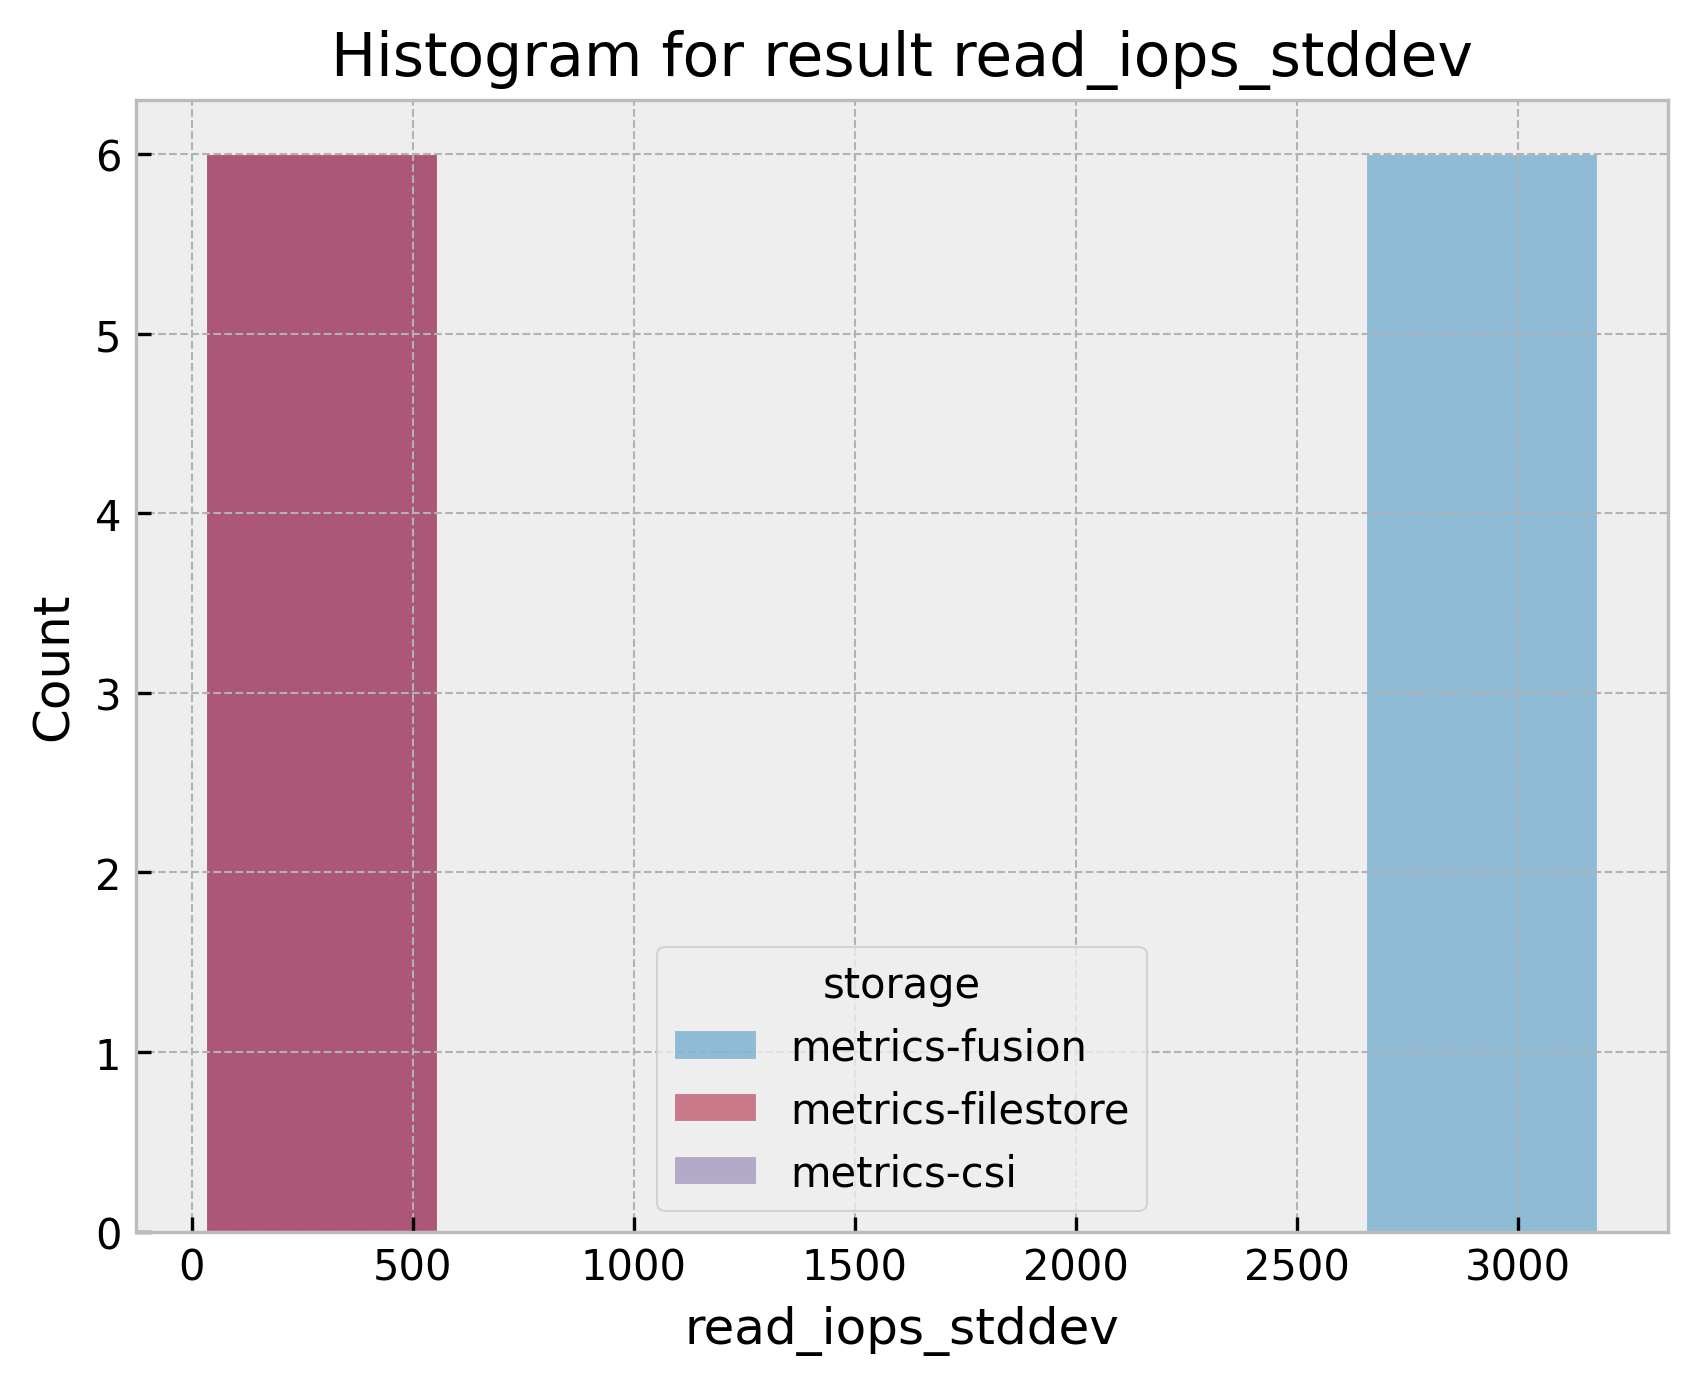 Histogram for result read_iops_stddev
6
5
4
3
2
1
0
Count
storage
metrics-fusion
metrics-filestore
metrics-csi
0 500 1000 1500 2000 2500 3000
read_iops_stddev